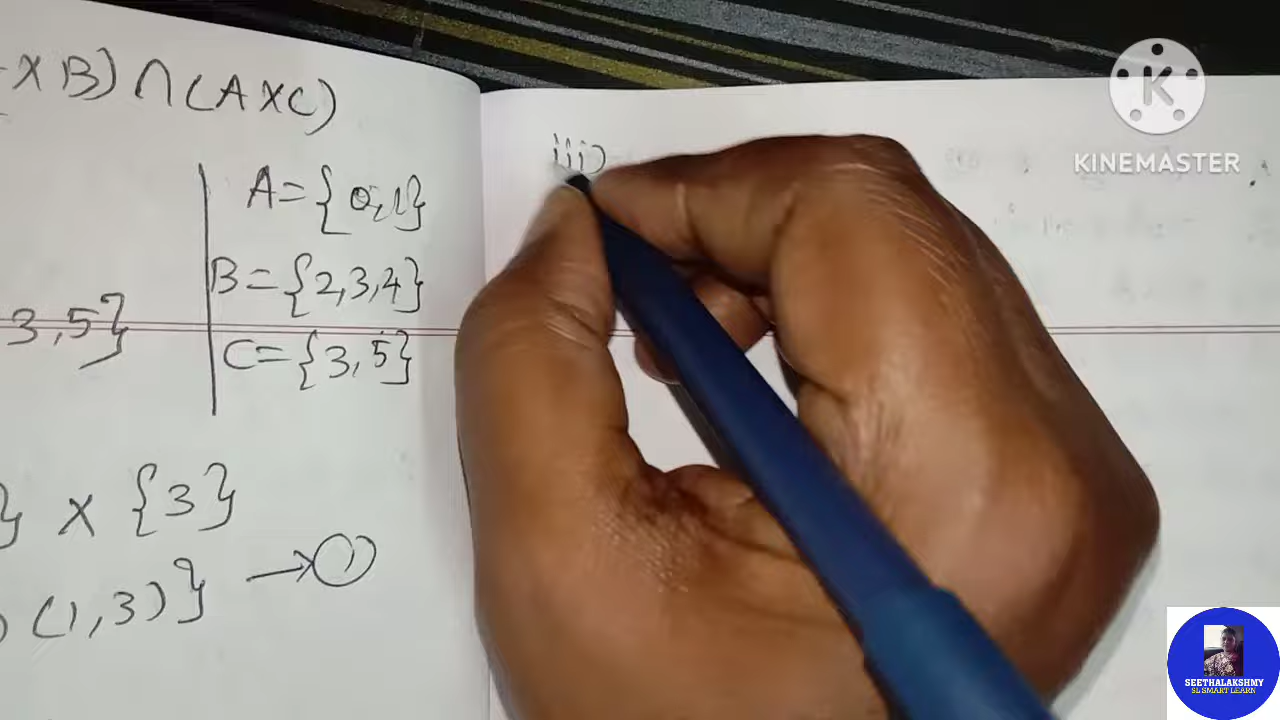 × B) ∩ (A × C)
A = {0, 1}
B = {2, 3, 4}
3, 5}
C = {3, 5}
} × {3}
(1, 3)} → ①
iii)
K
KINEMASTER
SEETHALAKSHMY
SL SMART LEARN